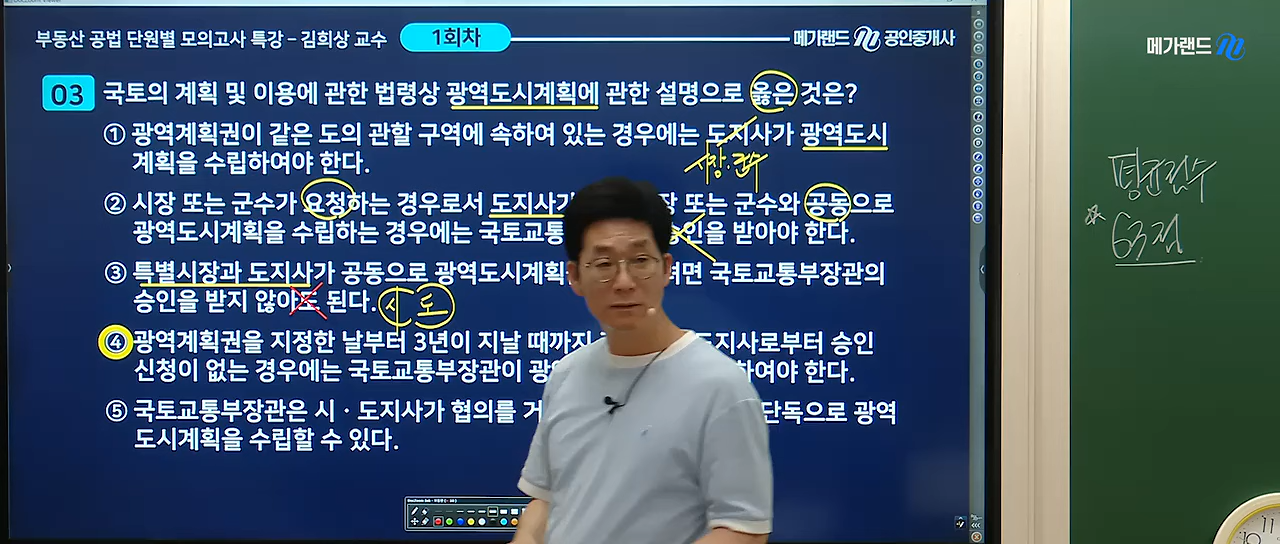 부동산 공법 단원별 모의고사 특강 – 김희상 교수
1회차
메가랜드 공인중개사
03 국토의 계획 및 이용에 관한 법령상 광역도시계획에 관한 설명으로 옳은 것은?
① 광역계획권이 같은 도의 관할 구역에 속하여 있는 경우에는 도지사가 광역도시
계획을 수립하여야 한다.
시장·군수
② 시장 또는 군수가 요청하는 경우로서 도지사가 장 또는 군수와 공동으로
광역도시계획을 수립하는 경우에는 국토교통 승인을 받아야 한다.
③ 특별시장과 도지사가 공동으로 광역도시계획 려면 국토교통부장관의
승인을 받지 않아도 된다. 시 도
④ 광역계획권을 지정한 날부터 3년이 지날 때까지 도지사로부터 승인
신청이 없는 경우에는 국토교통부장관이 광 하여야 한다.
⑤ 국토교통부장관은 시·도지사가 협의를 거 단독으로 광역
도시계획을 수립할 수 있다.
메가랜드
평균점수
63점
11
10